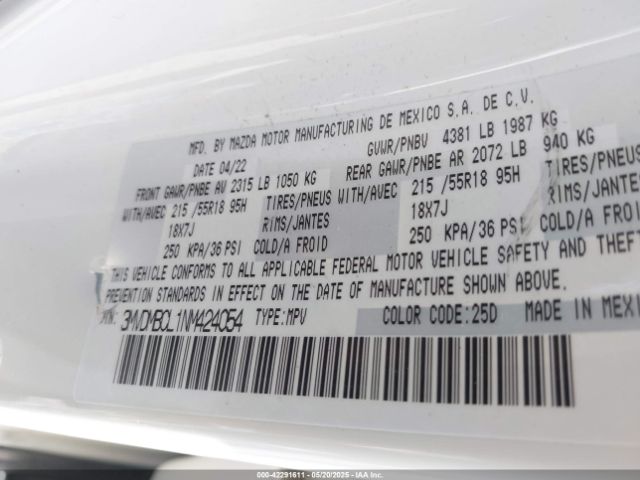 MFD. BY MAZDA MOTOR MANUFACTURING DE MEXICO S.A. DE C.V.
DATE 04/22 GVWR/PNBV 4381 LB 1987 KG
FRONT GAWR/PNBE AV 2315 LB 1050 KG REAR GAWR/PNBE AR 2072 LB 940 KG
WITH/AVEC 215 /55R18 95H TIRES/PNEUS WITH/AVEC 215 /55R18 95H TIRES/PNEUS
18X7J RIMS/JANTES 18X7J RIMS/JANTES
250 KPA/36 PSI COLD/A FROID 250 KPA/36 PSI COLD/A FROID
THIS VEHICLE CONFORMS TO ALL APPLICABLE FEDERAL MOTOR VEHICLE SAFETY AND THEFT
PREVENTION STANDARDS IN EFFECT ON THE DATE OF MANUFACTURE SHOWN ABOVE.
3MVDMBCL1NM424054 TYPE:MPV COLOR CODE:25D MADE IN MEXIC
000-42291611 - 05/20/2025 - IAAI.com